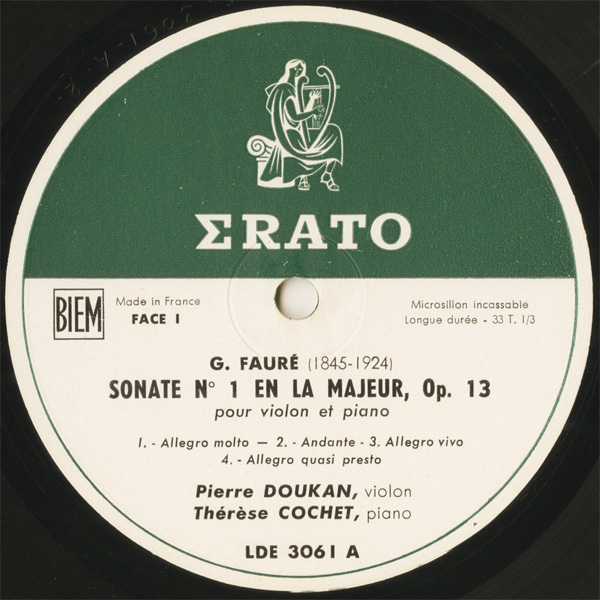 ΣRATO
BIEM
Made in France
FACE 1
Microsillon incassable
Longue durée - 33 T. 1/3
G. FAURÉ (1845-1924)
SONATE N° 1 EN LA MAJEUR, Op. 13
pour violon et piano
1. - Allegro molto — 2. - Andante - 3. Allegro vivo
4. - Allegro quasi presto
Pierre DOUKAN, violon
Thérèse COCHET, piano
LDE 3061 A